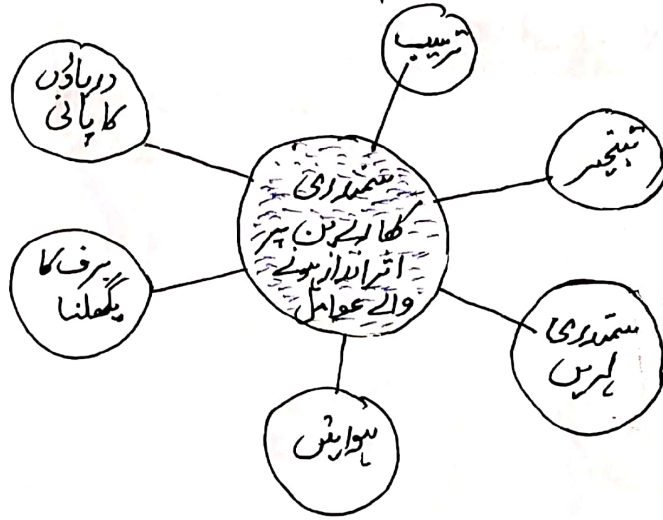 ترسیب
دریاؤں
کا پانی
تبخیر
سمندری
کھارے پن پر
اثر انداز ہونے
والے عوامل
برف کا
پگھلنا
سمندری
لہریں
ہوائیں